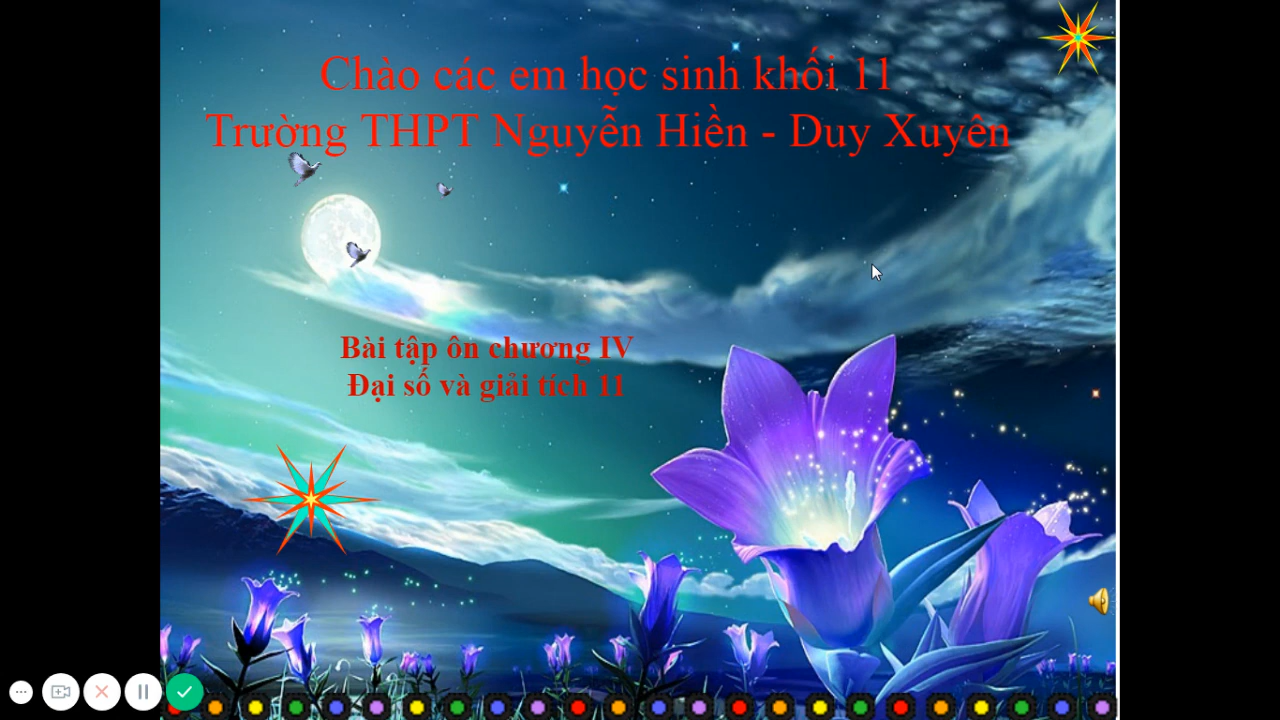 Chào các em học sinh khối 11
Trường THPT Nguyễn Hiền - Duy Xuyên
Bài tập ôn chương IV
Đại số và giải tích 11